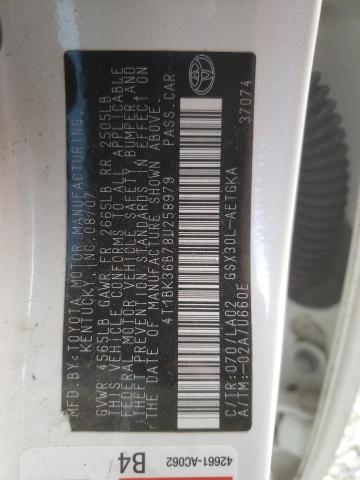 MFD.BY:TOYOTA MOTOR MANUFACTURING,
KENTUCKY, INC. 08/07
GVWR 4565LB GAWR FR 2665LB RR 2505LB
THIS VEHICLE CONFORMS TO ALL APPLICABLE
FEDERAL MOTOR VEHICLE SAFETY, BUMPER AND
THEFT PREVENTION STANDARDS IN EFFECT ON
THE DATE OF MANUFACTURE SHOWN ABOVE.
4T1BK36B78U258979 PASS.CAR
C/TR:070/LA02 GSX30L-AETGKA
A/TM:-02A/U660E 37074
TOYOTA
42661-AC062
B4